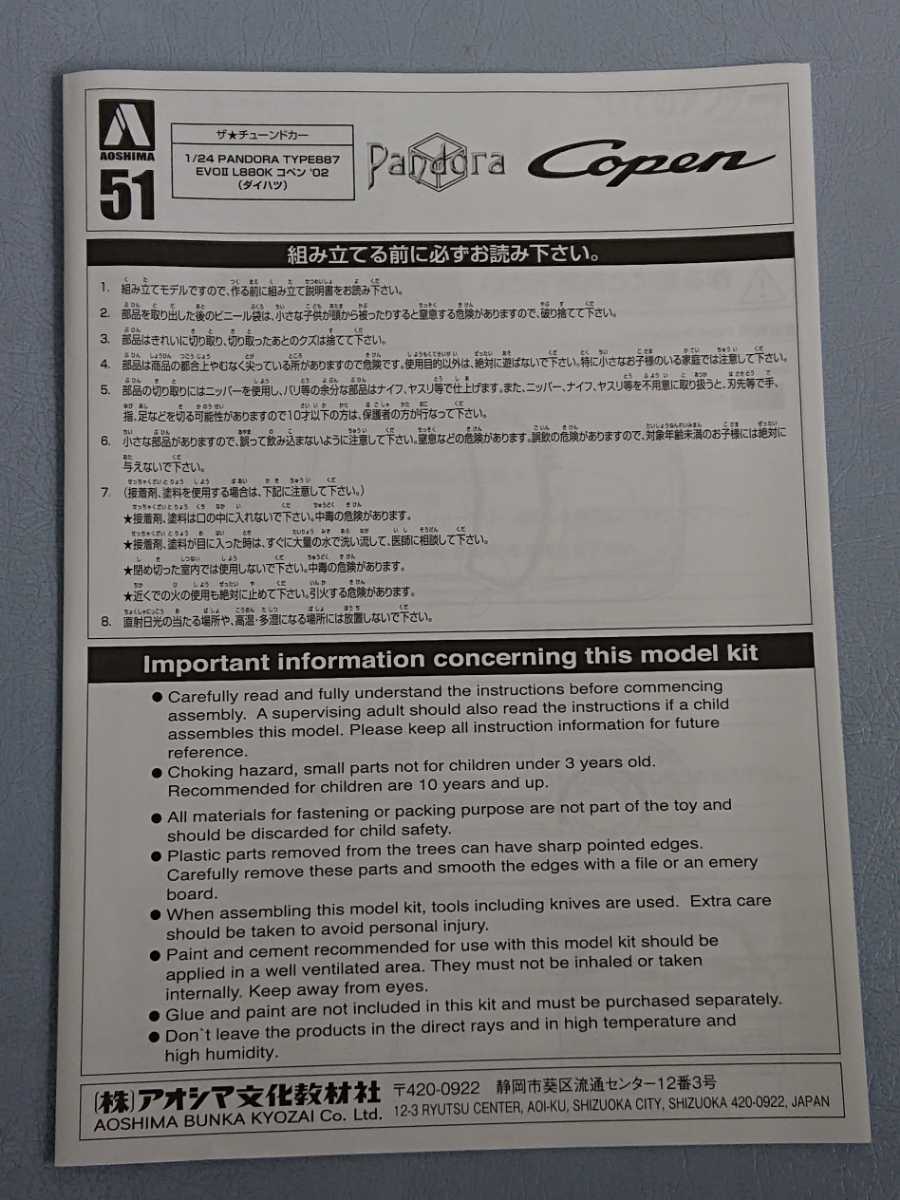 AOSHIMA
51
ザ★チューンドカー
1/24 PANDORA TYPE887
EVOII L880K コペン '02
(ダイハツ)
Pandora Copen
組み立てる前に必ずお読み下さい。
1. 組み立てモデルですので、作る前に組み立て説明書をお読み下さい。
2. 部品を取り出した後のビニール袋は、小さな子供が頭から被ったりすると窒息する危険がありますので、破り捨てて下さい。
3. 部品はきれいに切り取り、切り取ったあとのクズは捨てて下さい。
4. 部品は商品の都合上やむなく尖っている所がありますので危険です。使用目的以外は、絶対に遊ばないで下さい。特に小さなお子様のいる家庭では注意して下さい。
5. 部品の切り取りにはニッパーを使用し、バリ等の余分な部品はナイフ、ヤスリ等で仕上げます。また、ニッパー、ナイフ、ヤスリ等を不用意に取り扱うと、刃先等で手、
指、足などを切る可能性がありますので10才以下の方は、保護者の方が行なって下さい。
6. 小さな部品がありますので、誤って飲み込まないように注意して下さい。窒息などの危険があります。誤飲の危険がありますので、対象年齢未満のお子様には絶対に
与えないで下さい。
7. (接着剤、塗料を使用する場合は、下記に注意して下さい。)
★接着剤、塗料は口の中に入れないで下さい。中毒の危険があります。
★接着剤、塗料が目に入った時は、すぐに大量の水で洗い流して、医師に相談して下さい。
★閉め切った室内では使用しないで下さい。中毒の危険があります。
★近くでの火の使用も絶対に止めて下さい。引火する危険があります。
8. 直射日光の当たる場所や、高温・多湿になる場所には放置しないで下さい。
Important information concerning this model kit
● Carefully read and fully understand the instructions before commencing
assembly. A supervising adult should also read the instructions if a child
assembles this model. Please keep all instruction information for future
reference.
● Choking hazard, small parts not for children under 3 years old.
Recommended for children are 10 years and up.
● All materials for fastening or packing purpose are not part of the toy and
should be discarded for child safety.
● Plastic parts removed from the trees can have sharp pointed edges.
Carefully remove these parts and smooth the edges with a file or an emery
board.
● When assembling this model kit, tools including knives are used. Extra care
should be taken to avoid personal injury.
● Paint and cement recommended for use with this model kit should be
applied in a well ventilated area. They must not be inhaled or taken
internally. Keep away from eyes.
● Glue and paint are not included in this kit and must be purchased separately.
● Don`t leave the products in the direct rays and in high temperature and
high humidity.
(株)アオシマ文化教材社 〒420-0922 静岡市葵区流通センター12番3号
AOSHIMA BUNKA KYOZAI Co. Ltd. 12-3 RYUTSU CENTER, AOI-KU, SHIZUOKA CITY, SHIZUOKA 420-0922, JAPAN